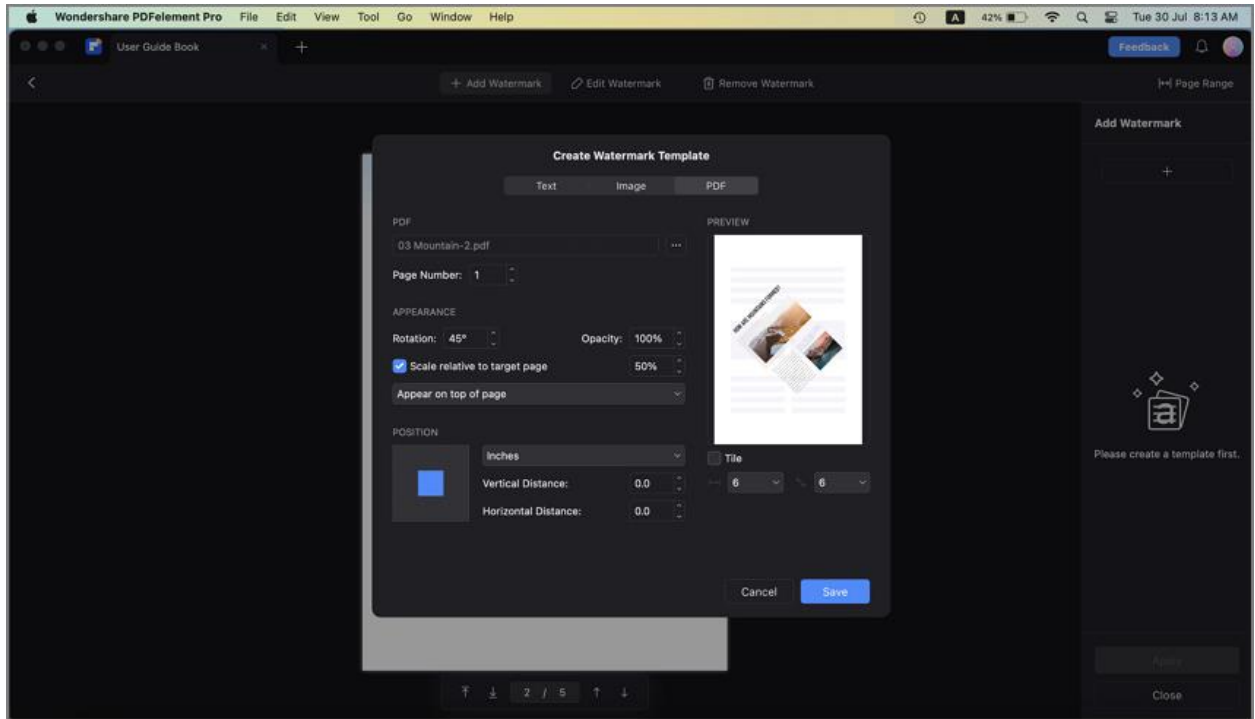 Wondershare PDFelement Pro File Edit View Tool Go Window Help A 42% Tue 30 Jul 8:13 AM
User Guide Book × + Feedback
+ Add Watermark Edit Watermark Remove Watermark Page Range
Add Watermark
+
Create Watermark Template
Text Image PDF
PDF
PREVIEW
03 Mountain-2.pdf ...
Page Number: 1
HOW ARE MOUNTAINS FORMED?
APPEARANCE
Rotation: 45° Opacity: 100%
Scale relative to target page 50%
Appear on top of page
POSITION
Inches
Vertical Distance: 0.0
Horizontal Distance: 0.0
Tile
6 6
a
Please create a template first.
Cancel Save
Apply
2 / 5
Close